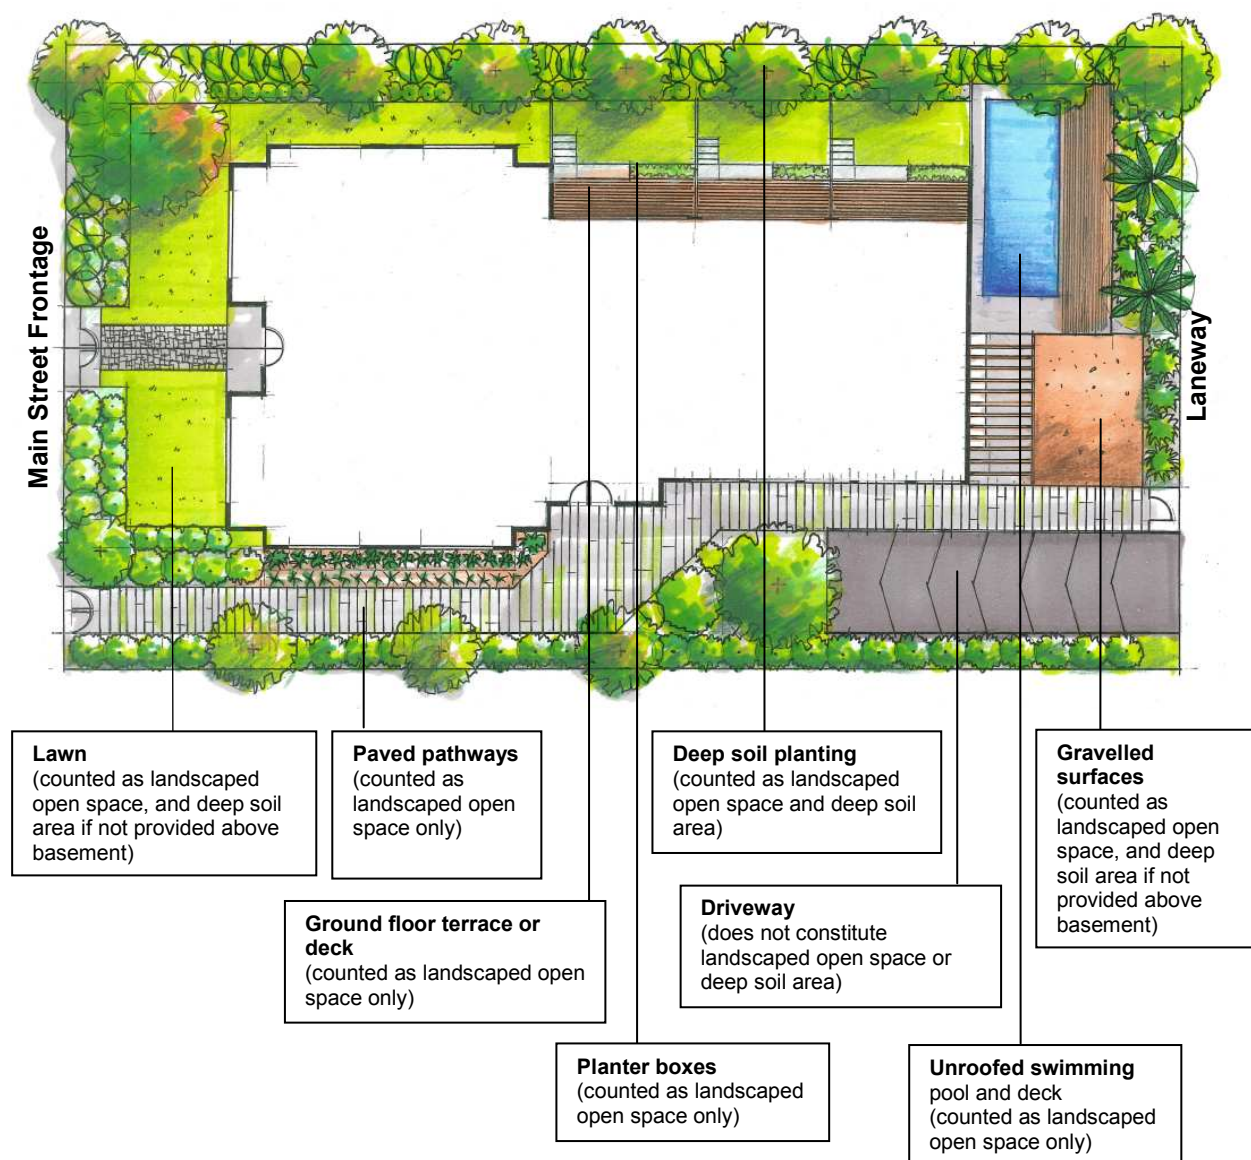 Main Street Frontage
Laneway
Lawn
(counted as landscaped
open space, and deep soil
area if not provided above
basement)
Paved pathways
(counted as
landscaped open
space only)
Deep soil planting
(counted as landscaped
open space and deep soil
area)
Gravelled
surfaces
(counted as
landscaped open
space, and deep
soil area if not
provided above
basement)
Ground floor terrace or
deck
(counted as landscaped open
space only)
Driveway
(does not constitute
landscaped open space or
deep soil area)
Planter boxes
(counted as landscaped
open space only)
Unroofed swimming
pool and deck
(counted as landscaped
open space only)